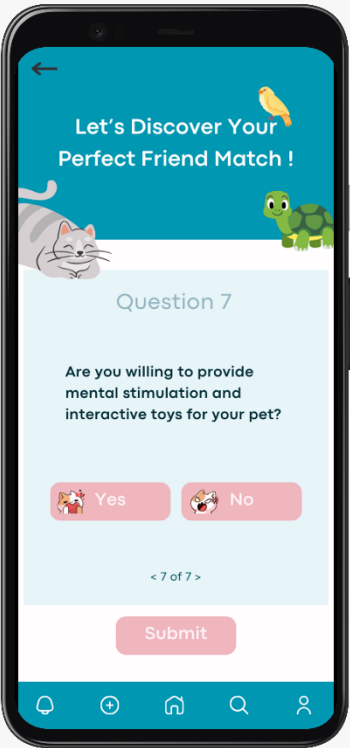 Let's Discover Your
Perfect Friend Match !
Question 7
Are you willing to provide
mental stimulation and
interactive toys for your pet?
Yes
No
< 7 of 7 >
Submit